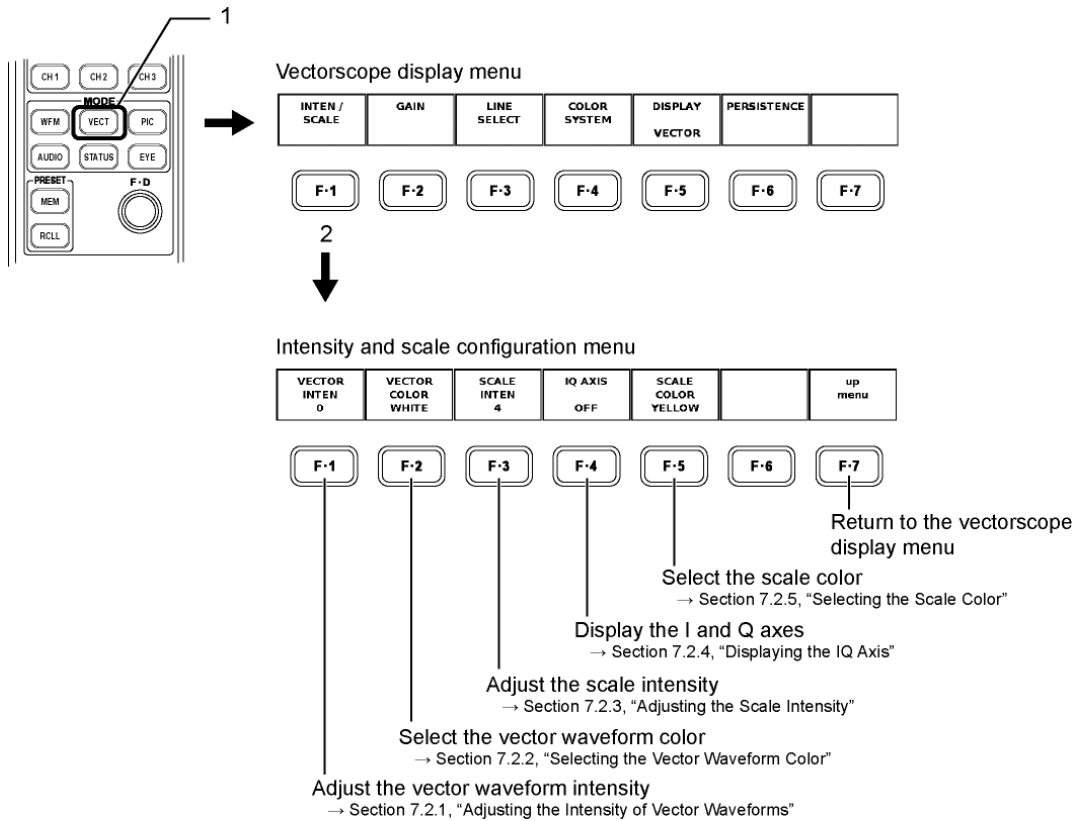 1
CH 1 CH 2 CH 3
MODE
WFM VECT PIC
AUDIO STATUS EYE
PRESET F·D
MEM
RCLL
Vectorscope display menu
INTEN / SCALE
GAIN
LINE SELECT
COLOR SYSTEM
DISPLAY VECTOR
PERSISTENCE
F·1 F·2 F·3 F·4 F·5 F·6 F·7
2
Intensity and scale configuration menu
VECTOR INTEN 0
VECTOR COLOR WHITE
SCALE INTEN 4
IQ AXIS OFF
SCALE COLOR YELLOW
up menu
F·1 F·2 F·3 F·4 F·5 F·6 F·7
Return to the vectorscope
display menu
Select the scale color
→ Section 7.2.5, “Selecting the Scale Color”
Display the I and Q axes
→ Section 7.2.4, “Displaying the IQ Axis”
Adjust the scale intensity
→ Section 7.2.3, “Adjusting the Scale Intensity”
Select the vector waveform color
→ Section 7.2.2, “Selecting the Vector Waveform Color”
Adjust the vector waveform intensity
→ Section 7.2.1, “Adjusting the Intensity of Vector Waveforms”